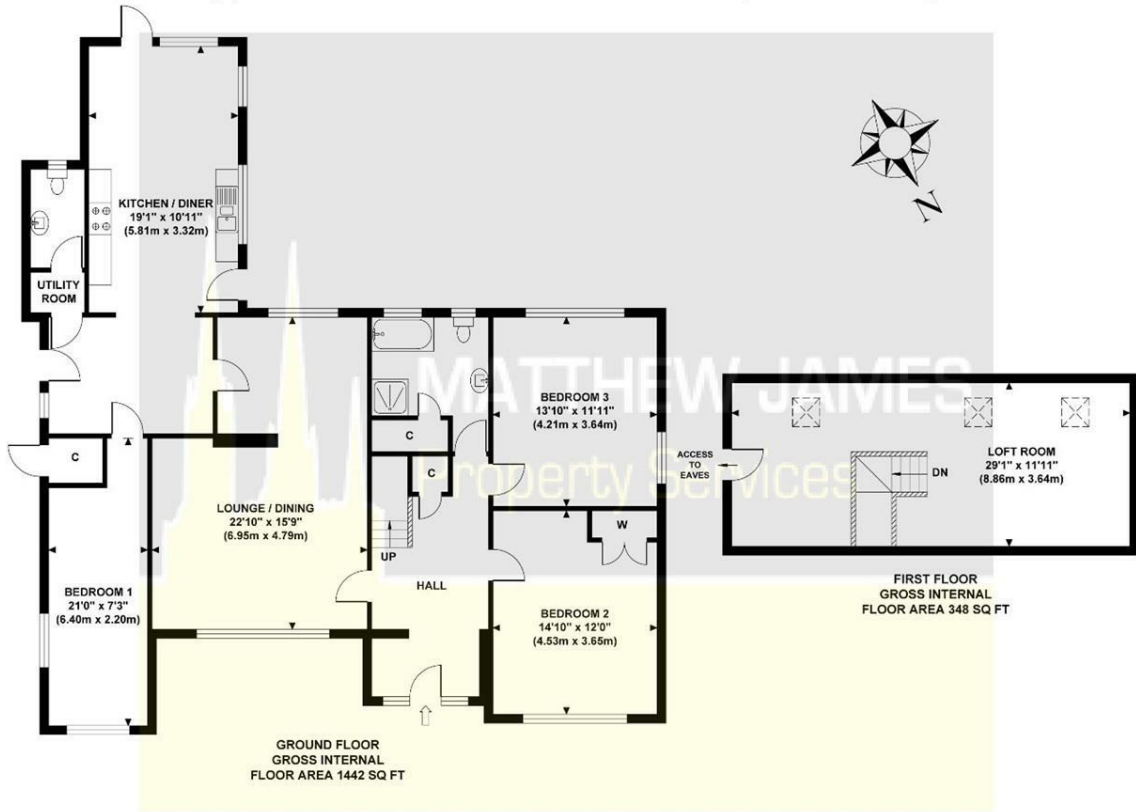 KITCHEN / DINER
19'1" x 10'11"
(5.81m x 3.32m)
UTILITY
ROOM
N
MATTHEW JAMES
Property Services
BEDROOM 3
13'10" x 11'11"
(4.21m x 3.64m)
C
C
C
ACCESS
TO
EAVES
LOFT ROOM
29'1" x 11'11"
(8.86m x 3.64m)
DN
LOUNGE / DINING
22'10" x 15'9"
(6.95m x 4.79m)
W
UP
HALL
BEDROOM 1
21'0" x 7'3"
(6.40m x 2.20m)
BEDROOM 2
14'10" x 12'0"
(4.53m x 3.65m)
FIRST FLOOR
GROSS INTERNAL
FLOOR AREA 348 SQ FT
GROUND FLOOR
GROSS INTERNAL
FLOOR AREA 1442 SQ FT